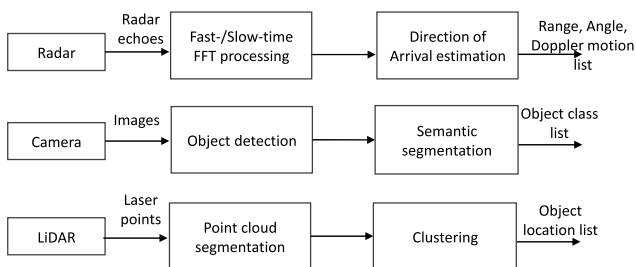 Radar
Radar
echoes
Fast-/Slow-time
FFT processing
Direction of
Arrival estimation
Range, Angle,
Doppler motion
list
Camera
Images
Object detection
Semantic
segmentation
Object class
list
LiDAR
Laser
points
Point cloud
segmentation
Clustering
Object
location list